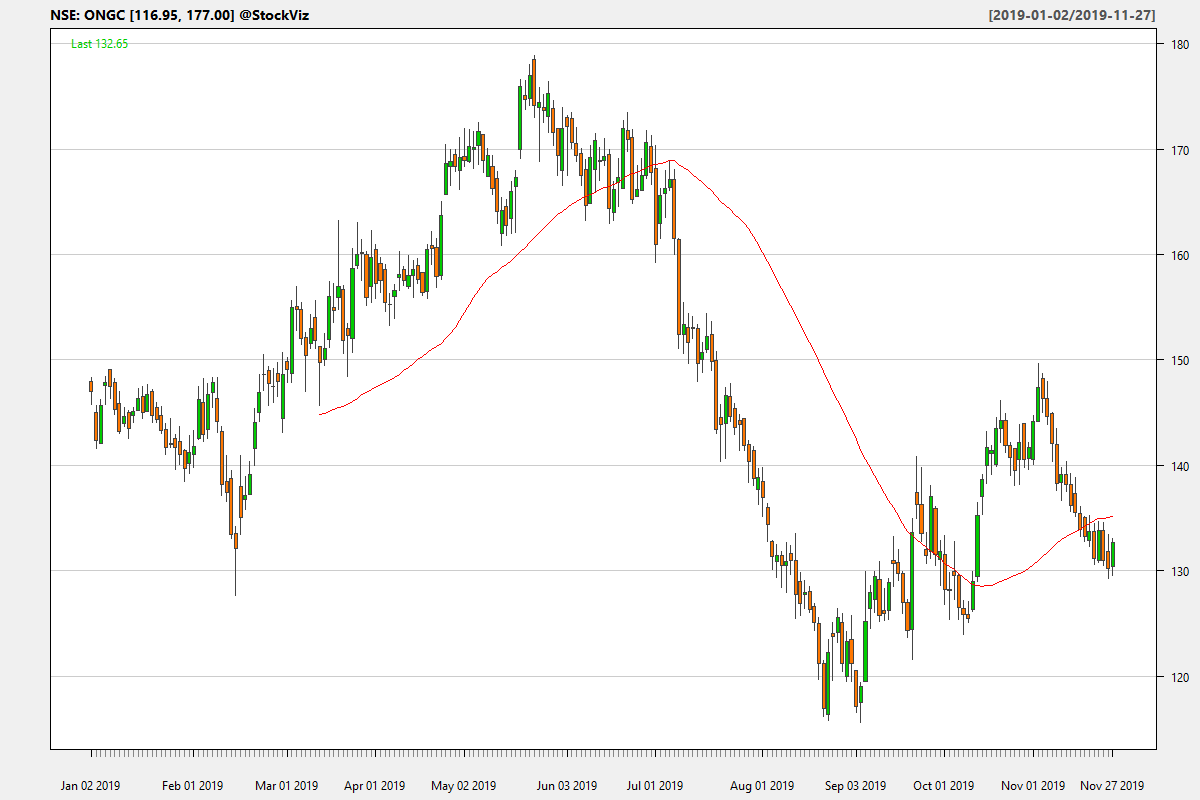 NSE: ONGC [116.95, 177.00] @StockViz
[2019-01-02/2019-11-27]
Last 132.65
180
170
160
150
140
130
120
Jan 02 2019 Feb 01 2019 Mar 01 2019 Apr 01 2019 May 02 2019 Jun 03 2019 Jul 01 2019 Aug 01 2019 Sep 03 2019 Oct 01 2019 Nov 01 2019 Nov 27 2019